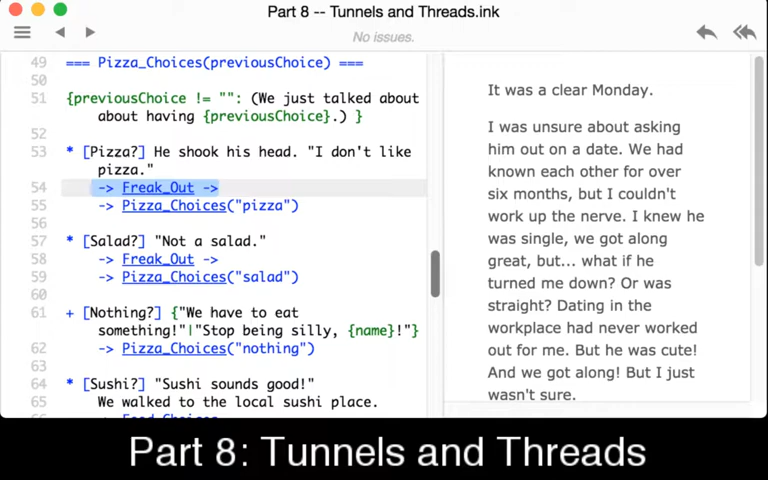 Part 8 -- Tunnels and Threads.ink
No issues.
49 === Pizza_Choices(previousChoice) ===
50
51 {previousChoice != "": (We just talked about
about having {previousChoice}.) }
52
53 * [Pizza?] He shook his head. "I don't like
pizza."
54 -> Freak_Out ->
55 -> Pizza_Choices("pizza")
56
57 * [Salad?] "Not a salad."
58 -> Freak_Out ->
59 -> Pizza_Choices("salad")
60
61 + [Nothing?] {"We have to eat
something!"|"Stop being silly, {name}!"}
62 -> Pizza_Choices("nothing")
63
64 * [Sushi?] "Sushi sounds good!"
65 We walked to the local sushi place.
It was a clear Monday.
I was unsure about asking
him out on a date. We had
known each other for over
six months, but I couldn't
work up the nerve. I knew he
was single, we got along
great, but... what if he
turned me down? Or was
straight? Dating in the
workplace had never worked
out for me. But he was cute!
And we got along! But I just
wasn't sure.
Part 8: Tunnels and Threads